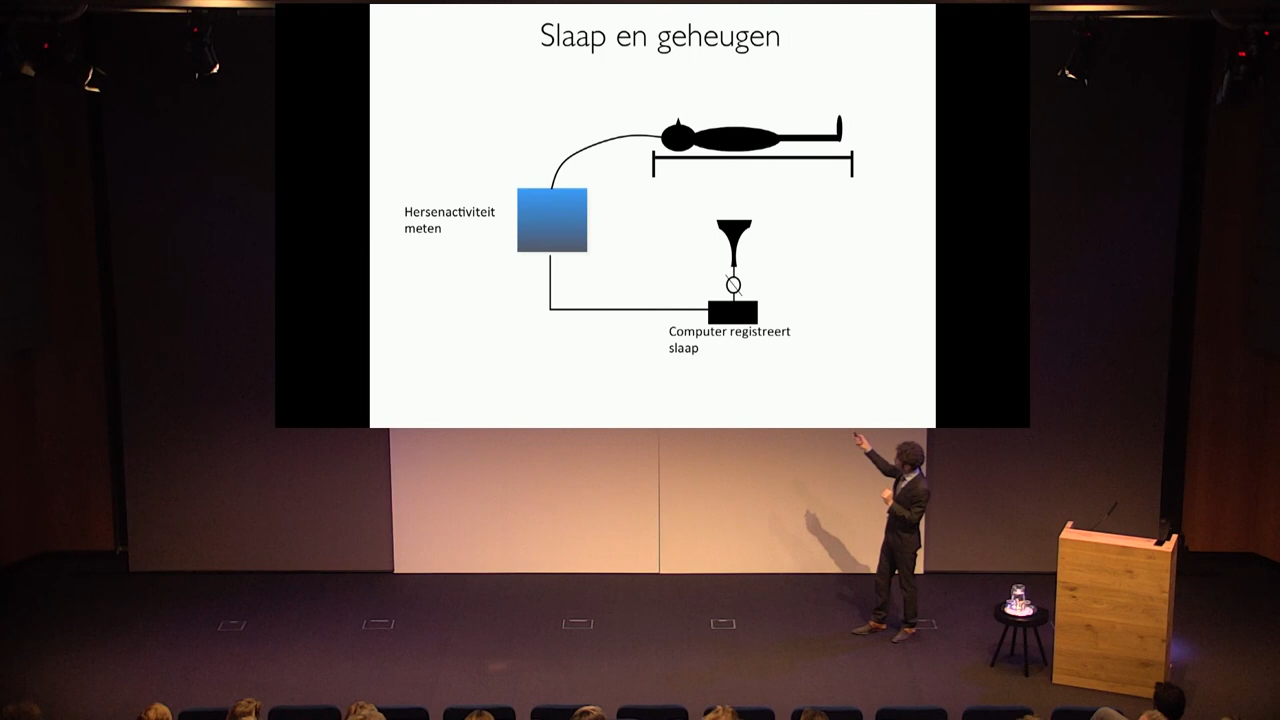 Slaap en geheugen
Hersenactiviteit
meten
Computer registreert
slaap